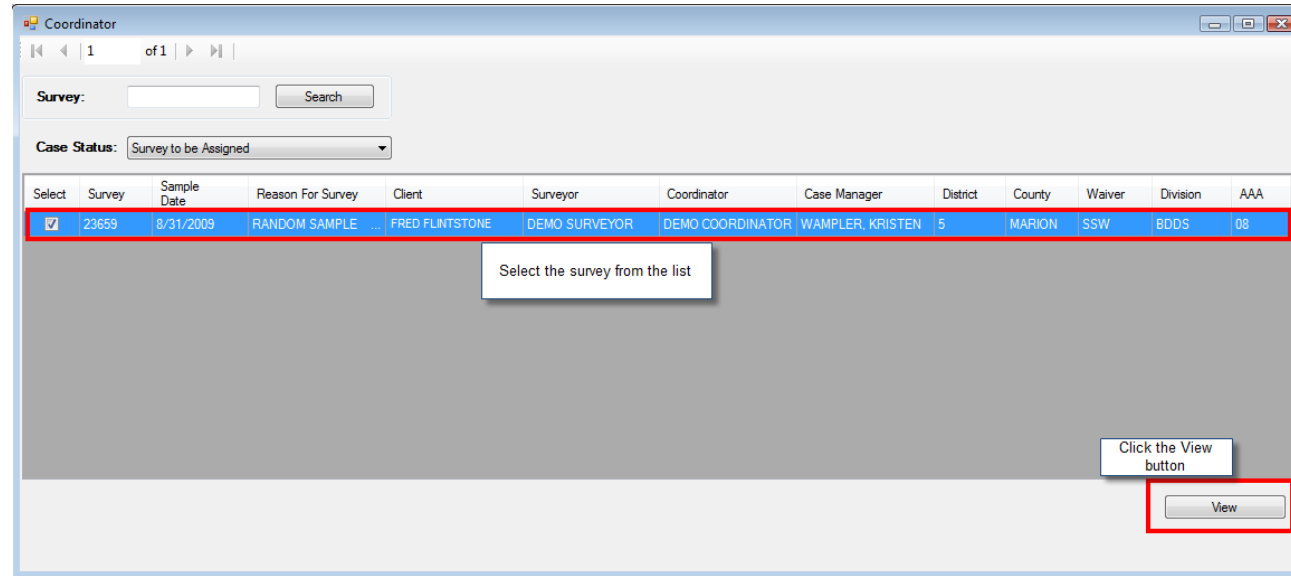 Coordinator
1 of 1
Survey: Search
Case Status: Survey to be Assigned
Select Survey Sample Date Reason For Survey Client Surveyor Coordinator Case Manager District County Waiver Division AAA
23659 8/31/2009 RANDOM SAMPLE ... FRED FLINTSTONE DEMO SURVEYOR DEMO COORDINATOR WAMPLER, KRISTEN 5 MARION SSW BDDS 08
Select the survey from the list
Click the View
button
View